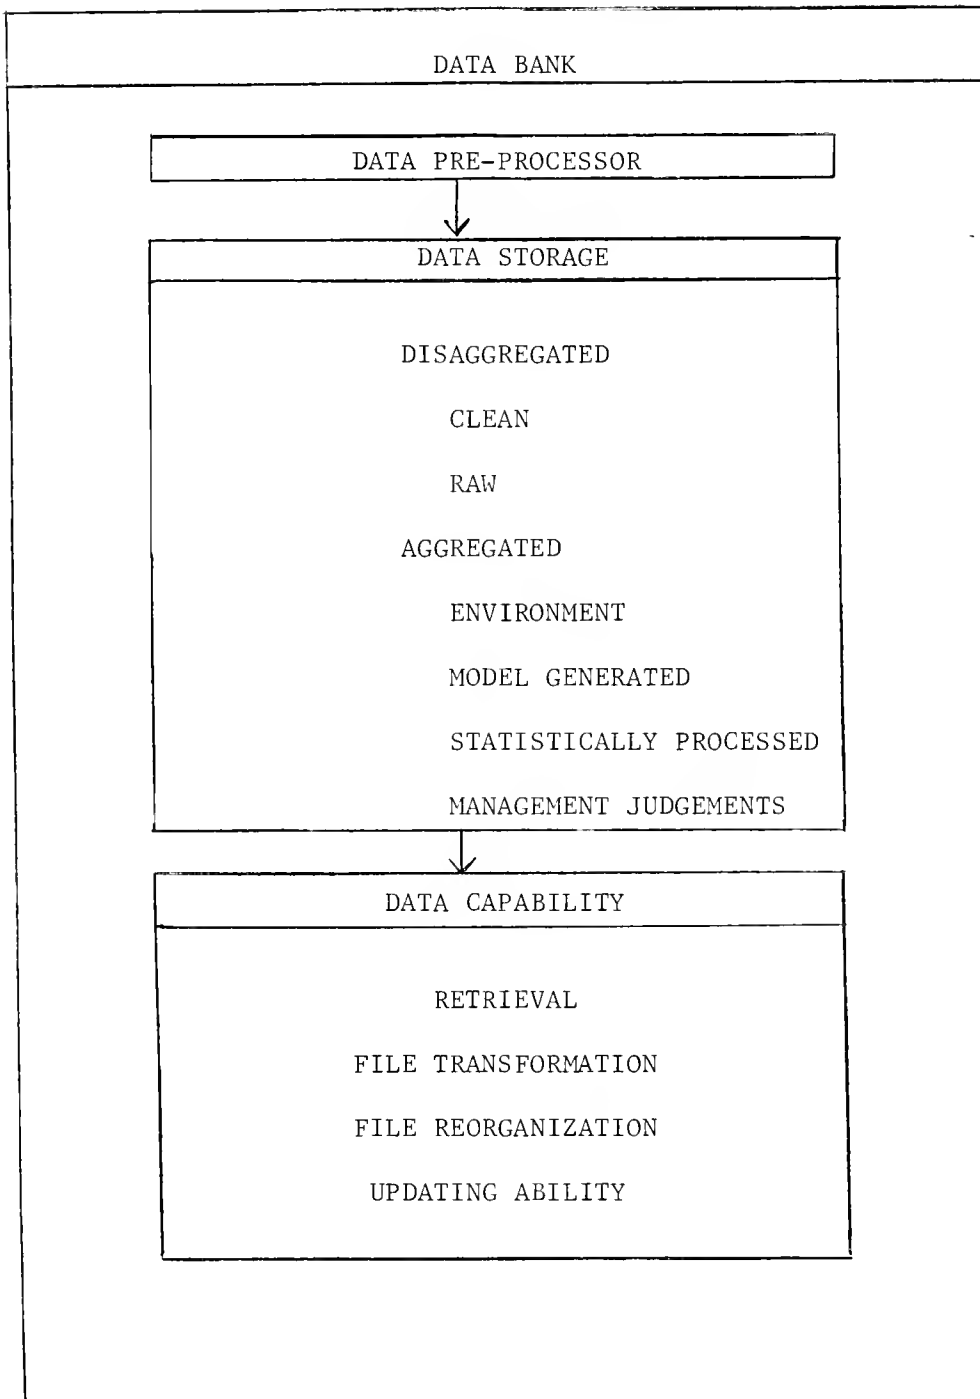 DATA BANK
DATA PRE-PROCESSOR
DATA STORAGE
DISAGGREGATED
CLEAN
RAW
AGGREGATED
ENVIRONMENT
MODEL GENERATED
STATISTICALLY PROCESSED
MANAGEMENT JUDGEMENTS
DATA CAPABILITY
RETRIEVAL
FILE TRANSFORMATION
FILE REORGANIZATION
UPDATING ABILITY